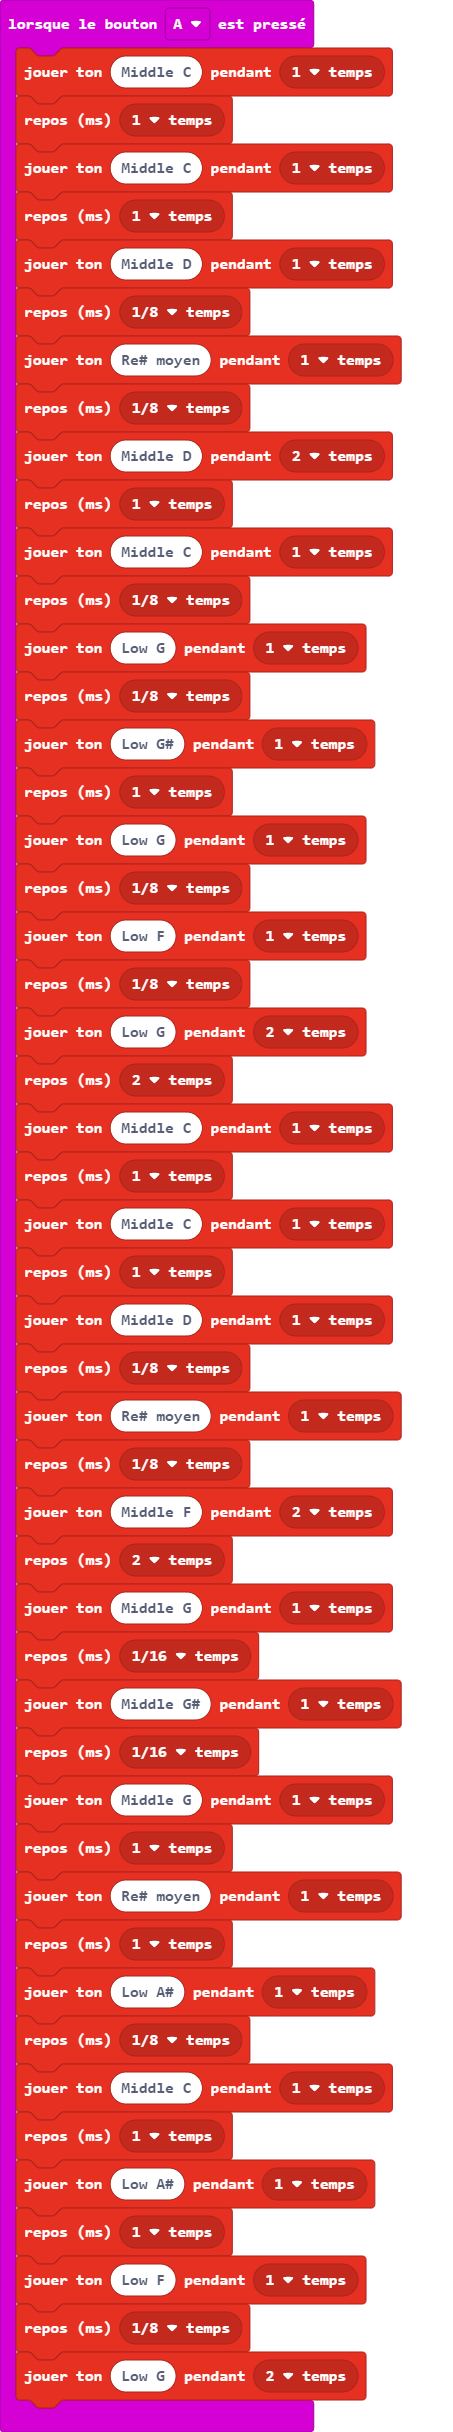 lorsque le bouton A est pressé
jouer ton Middle C pendant 1 temps
repos (ms) 1 temps
jouer ton Middle C pendant 1 temps
repos (ms) 1 temps
jouer ton Middle D pendant 1 temps
repos (ms) 1/8 temps
jouer ton Re# moyen pendant 1 temps
repos (ms) 1/8 temps
jouer ton Middle D pendant 2 temps
repos (ms) 1 temps
jouer ton Middle C pendant 1 temps
repos (ms) 1/8 temps
jouer ton Low G pendant 1 temps
repos (ms) 1/8 temps
jouer ton Low G# pendant 1 temps
repos (ms) 1 temps
jouer ton Low G pendant 1 temps
repos (ms) 1/8 temps
jouer ton Low F pendant 1 temps
repos (ms) 1/8 temps
jouer ton Low G pendant 2 temps
repos (ms) 2 temps
jouer ton Middle C pendant 1 temps
repos (ms) 1 temps
jouer ton Middle C pendant 1 temps
repos (ms) 1 temps
jouer ton Middle D pendant 1 temps
repos (ms) 1/8 temps
jouer ton Re# moyen pendant 1 temps
repos (ms) 1/8 temps
jouer ton Middle F pendant 2 temps
repos (ms) 2 temps
jouer ton Middle G pendant 1 temps
repos (ms) 1/16 temps
jouer ton Middle G# pendant 1 temps
repos (ms) 1/16 temps
jouer ton Middle G pendant 1 temps
repos (ms) 1 temps
jouer ton Re# moyen pendant 1 temps
repos (ms) 1 temps
jouer ton Low A# pendant 1 temps
repos (ms) 1/8 temps
jouer ton Middle C pendant 1 temps
repos (ms) 1 temps
jouer ton Low A# pendant 1 temps
repos (ms) 1 temps
jouer ton Low F pendant 1 temps
repos (ms) 1/8 temps
jouer ton Low G pendant 2 temps